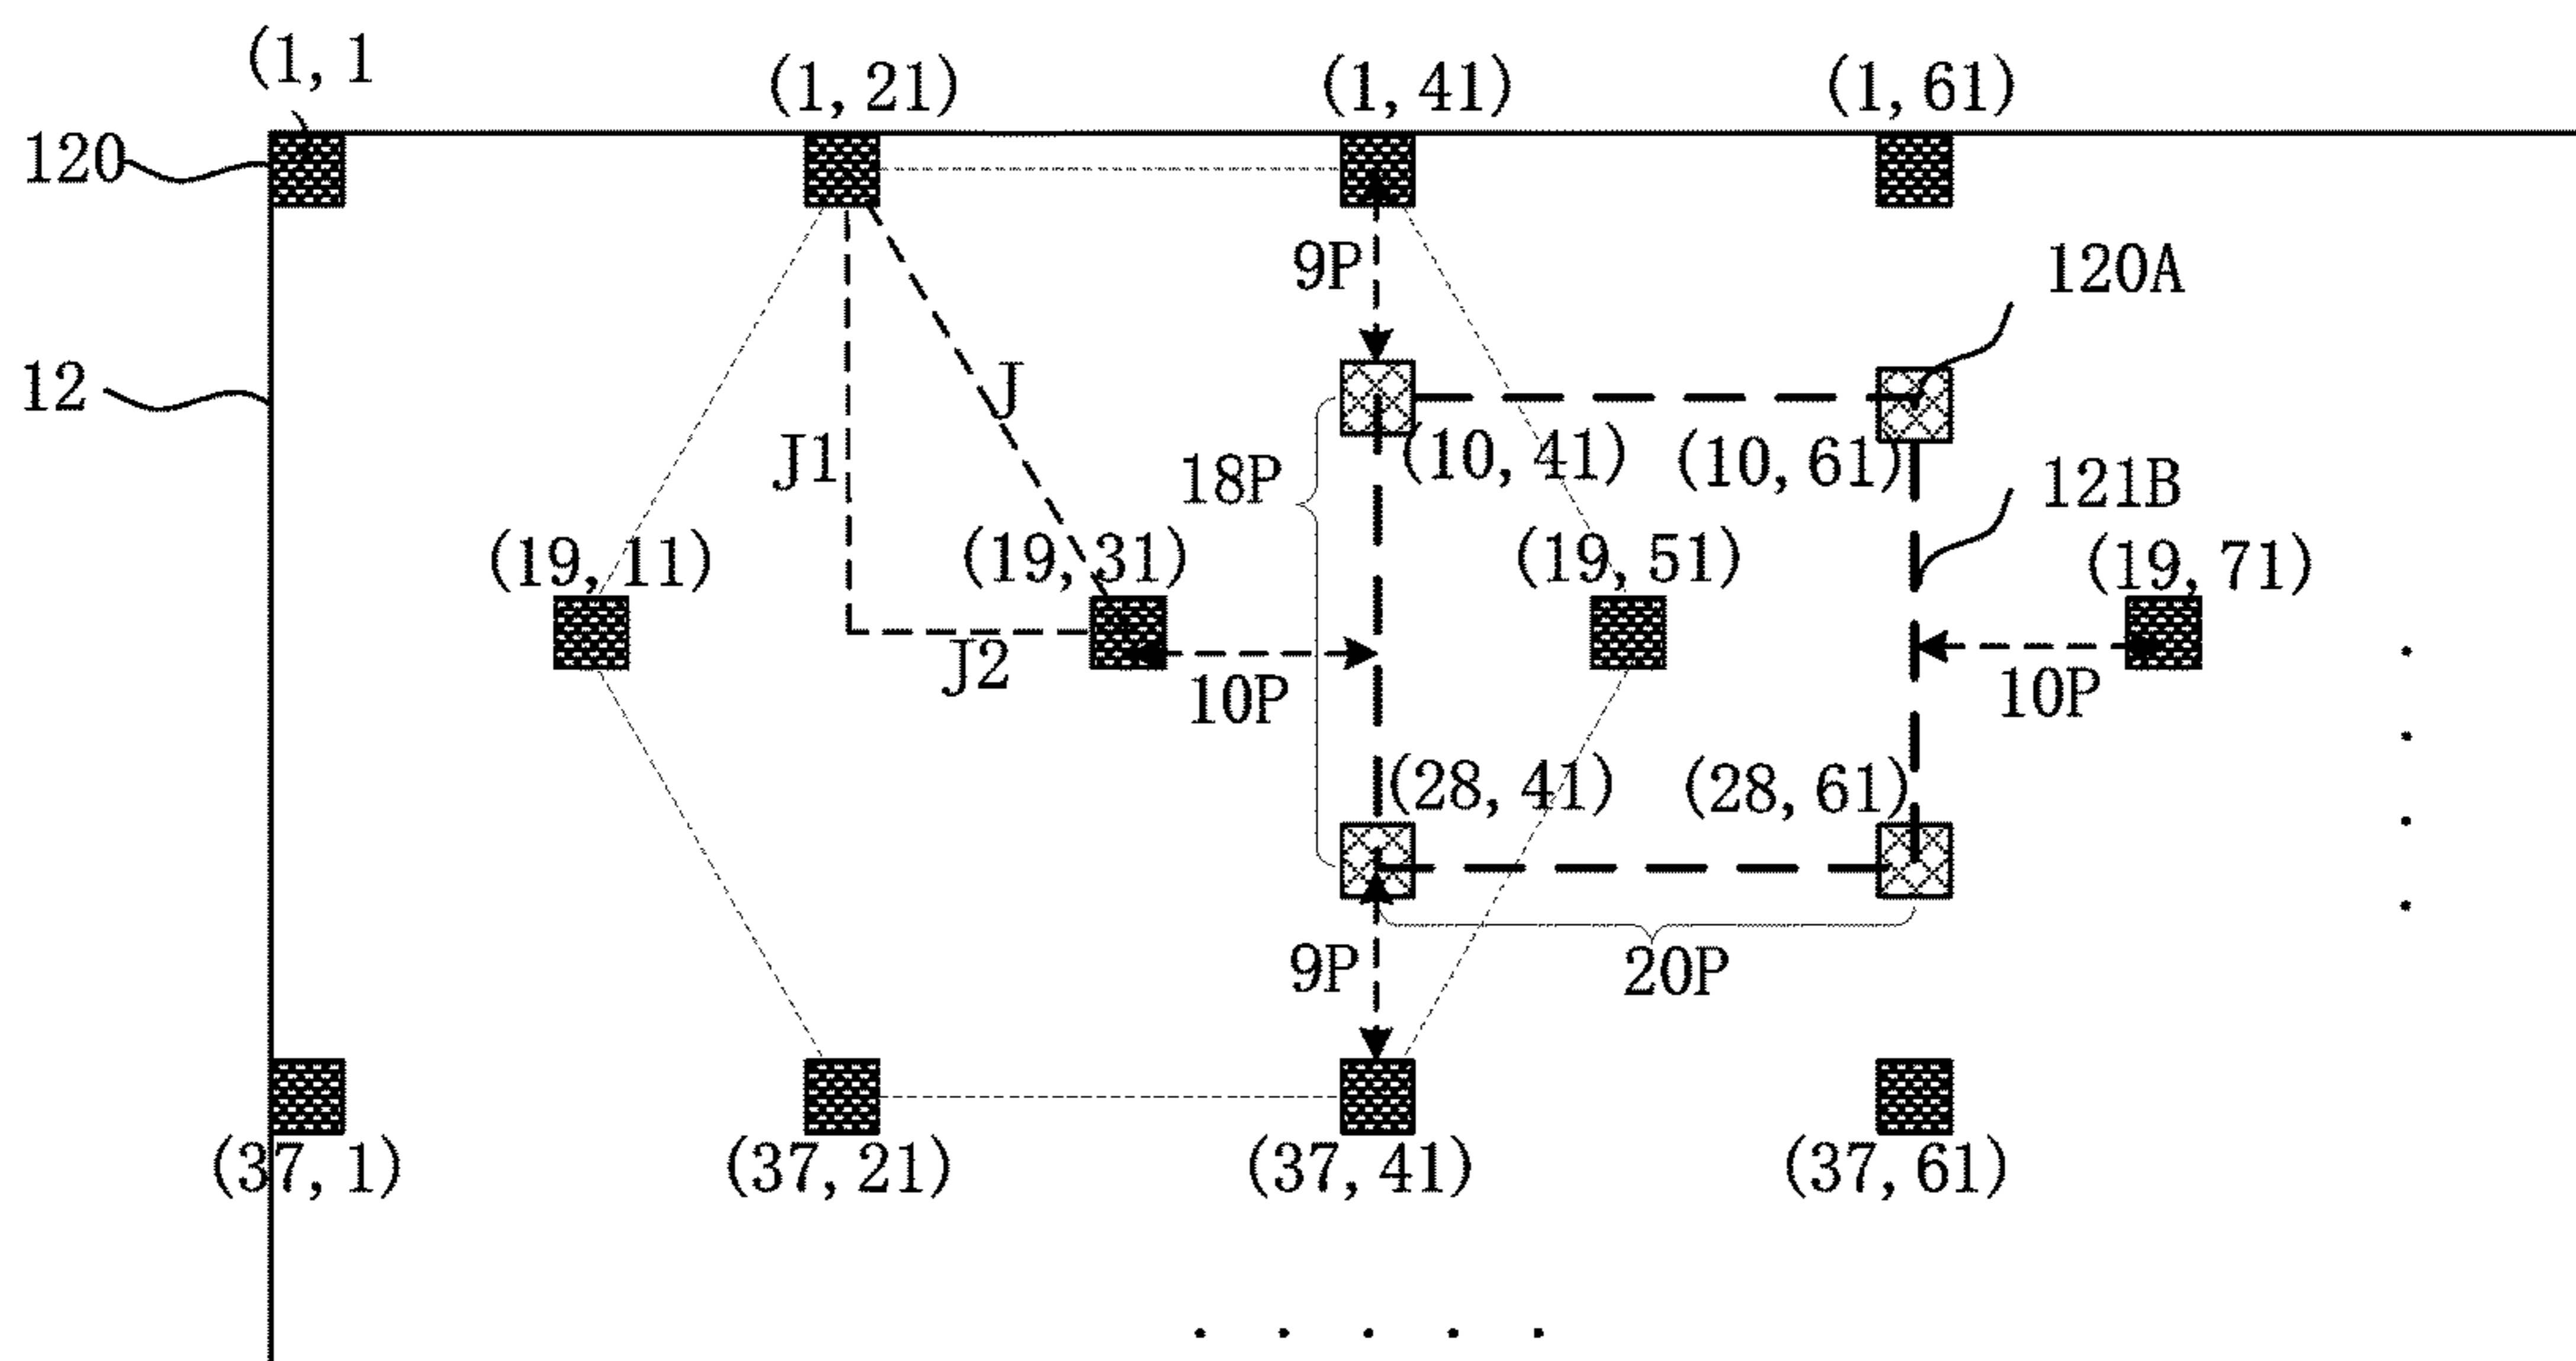 (1, 1
(1, 21)
(1, 41)
(1, 61)
120
9P
120A
12
J
J1
(10, 41)
(10, 61)
18P
121B
(19, 11)
(19, 31)
(19, 51)
(19, 71)
J2
10P
10P
(28, 41)
(28, 61)
9P
20P
(37, 1)
(37, 21)
(37, 41)
(37, 61)